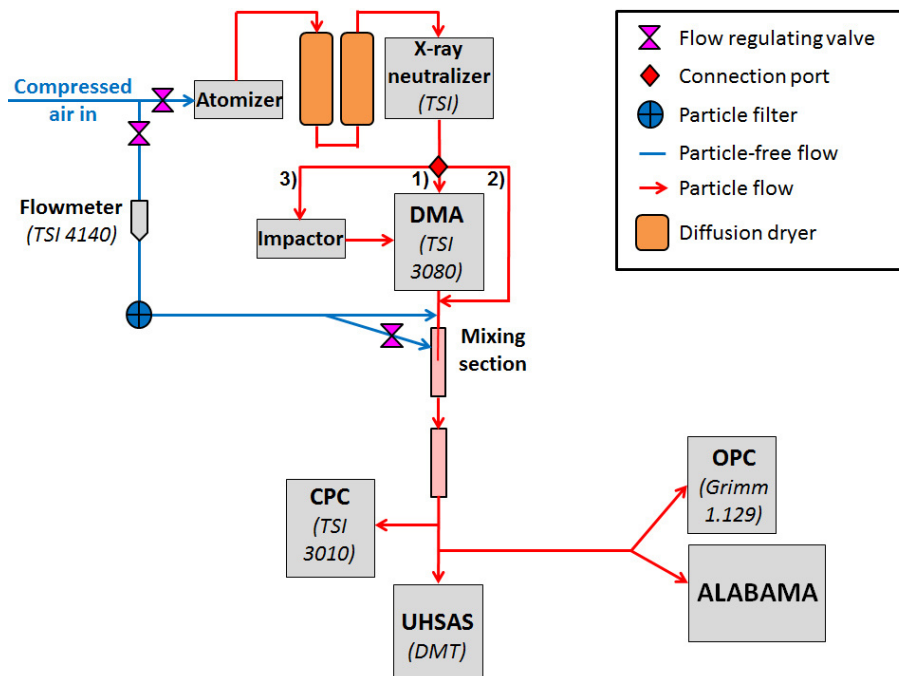 Compressed
air in
Atomizer
X-ray
neutralizer
(TSI)
Flow regulating valve
Connection port
Particle filter
Particle-free flow
Particle flow
Diffusion dryer
3)
1)
2)
Flowmeter
(TSI 4140)
Impactor
DMA
(TSI
3080)
Mixing
section
CPC
(TSI
3010)
OPC
(Grimm
1.129)
ALABAMA
UHSAS
(DMT)